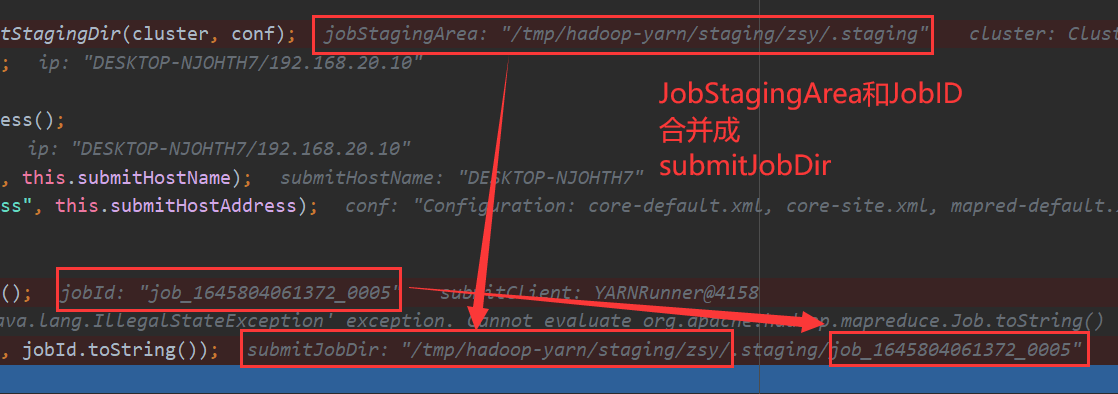 tStagingDir(cluster, conf); jobStagingArea: "/tmp/hadoop-yarn/staging/zsy/.staging" cluster: Clust
; ip: "DESKTOP-NJOHTH7/192.168.20.10"
JobStagingArea和JobID
ess(); 合并成
ip: "DESKTOP-NJOHTH7/192.168.20.10"
submitJobDir
, this.submitHostName); submitHostName: "DESKTOP-NJOHTH7"
ss", this.submitHostAddress); conf: "Configuration: core-default.xml, core-site.xml, mapred-default.
(); jobId: "job_1645804061372_0005" submitClient: YARNRunner@4158
ava.lang.IllegalStateException' exception. Cannot evaluate org.apache.hadoop.mapreduce.Job.toString()
, jobId.toString()); submitJobDir: "/tmp/hadoop-yarn/staging/zsy/.staging/job_1645804061372_0005"